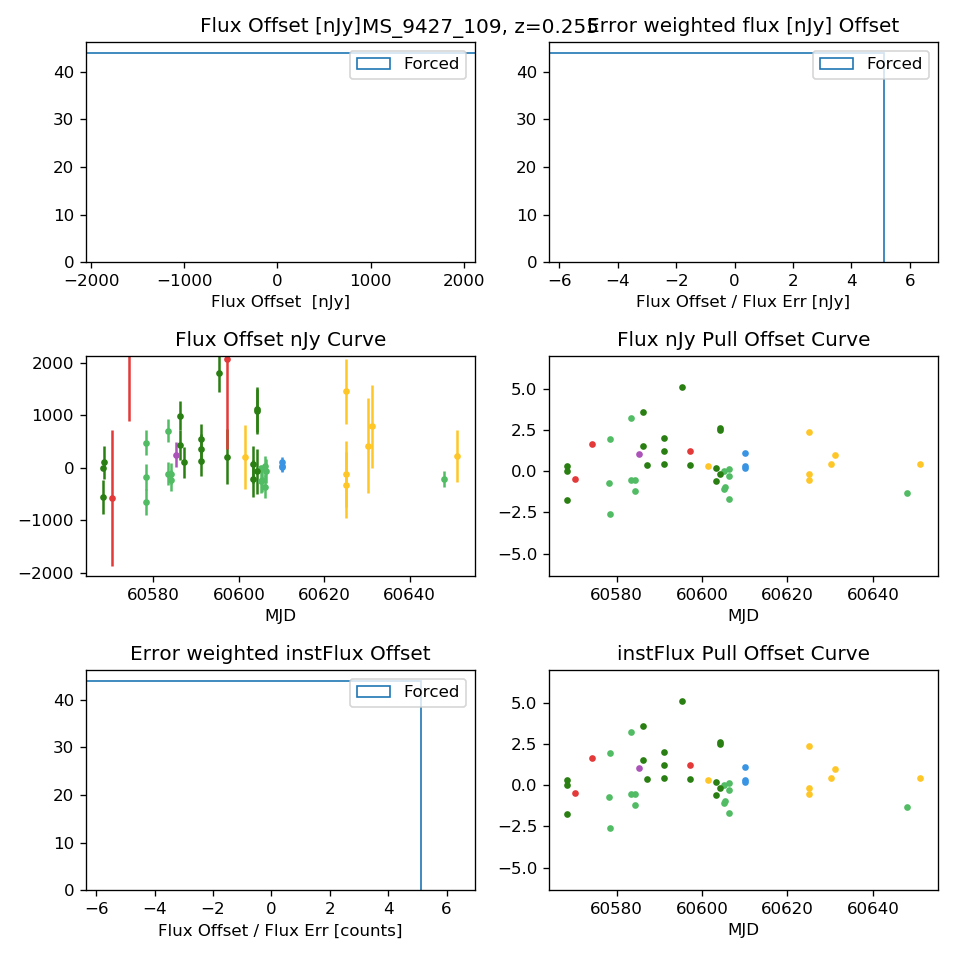 Flux Offset [nJy]MS_9427_109, z=0.255
Error weighted flux [nJy] Offset
Forced
Forced
40
30
20
10
0
−2000 −1000 0 1000 2000
Flux Offset  [nJy]
40
30
20
10
0
−6 −4 −2 0 2 4 6
Flux Offset / Flux Err [nJy]
Flux Offset nJy Curve
2000
1000
0
−1000
−2000
60580 60600 60620 60640
MJD
Flux nJy Pull Offset Curve
5.0
2.5
0.0
−2.5
−5.0
60580 60600 60620 60640
MJD
Error weighted instFlux Offset
Forced
40
30
20
10
0
−6 −4 −2 0 2 4 6
Flux Offset / Flux Err [counts]
instFlux Pull Offset Curve
5.0
2.5
0.0
−2.5
−5.0
60580 60600 60620 60640
MJD